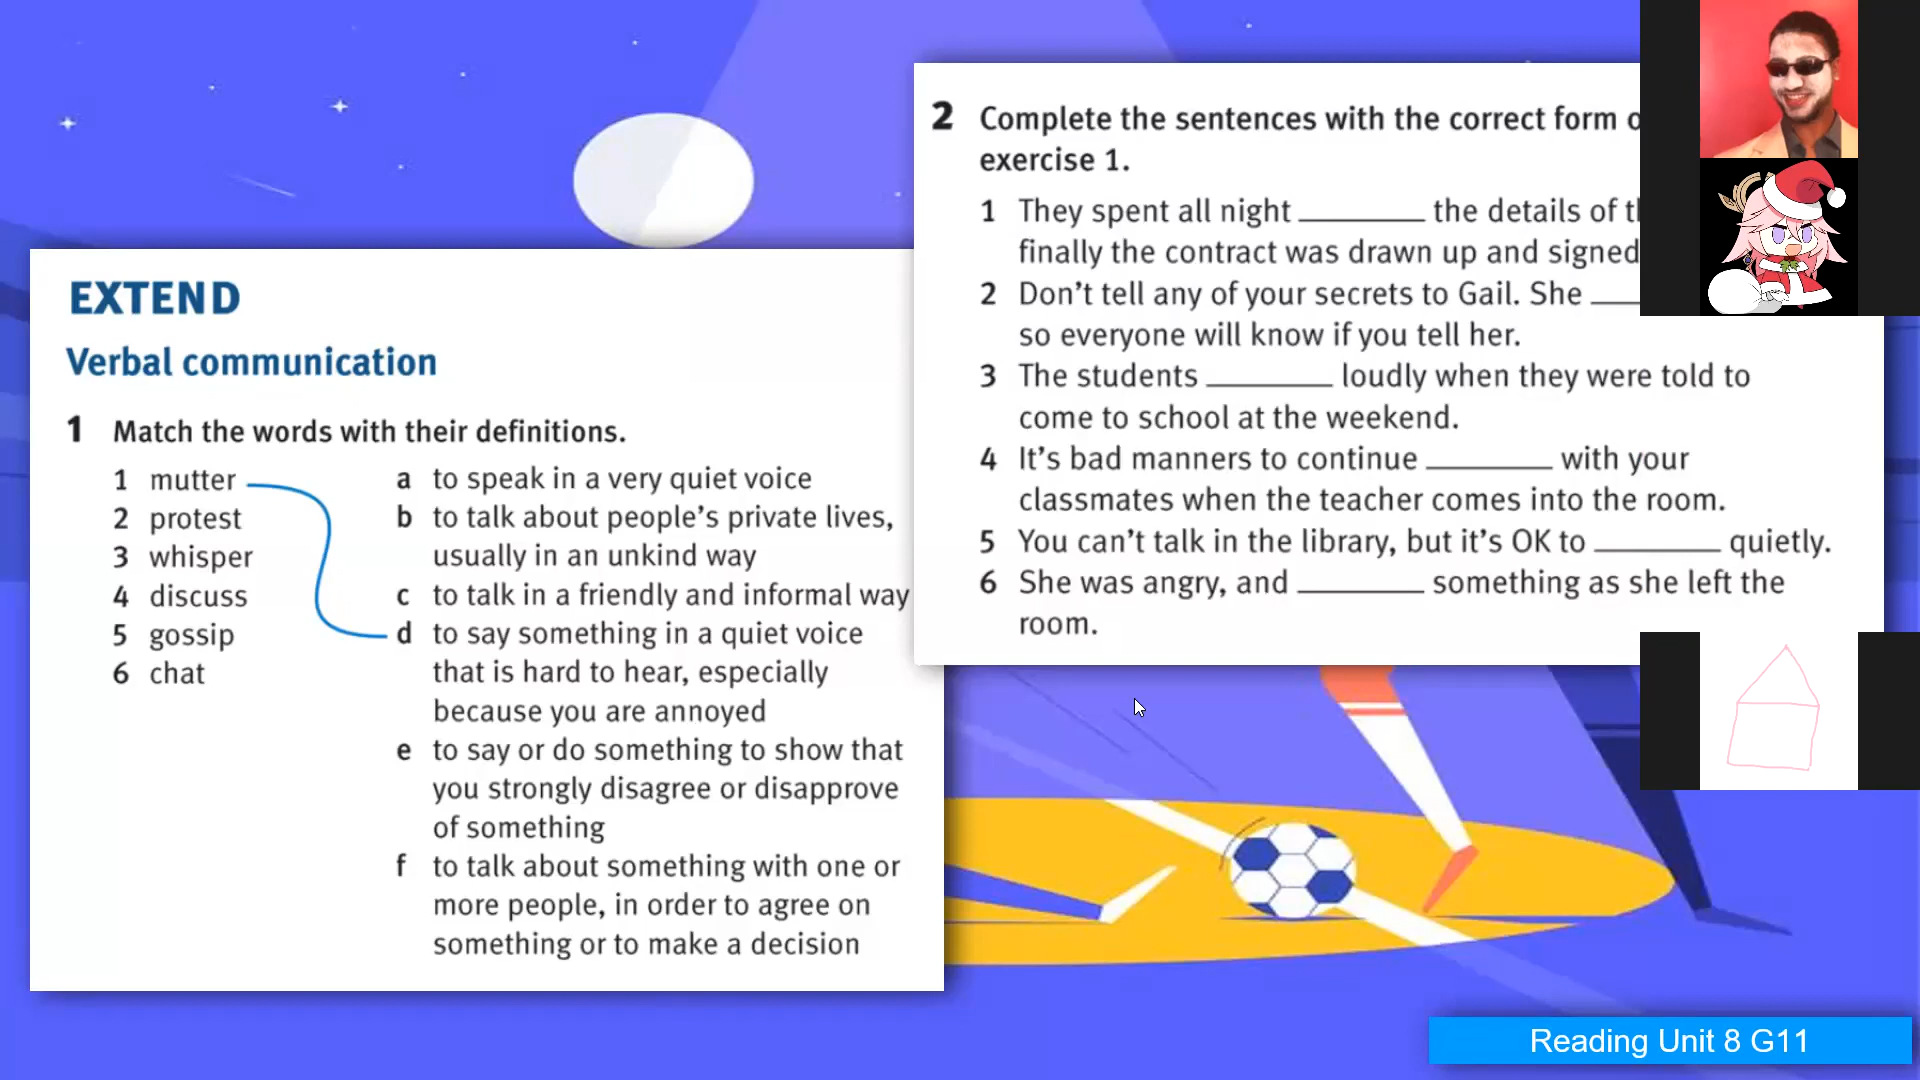 EXTEND
Verbal communication
1 Match the words with their definitions.
1 mutter
2 protest
3 whisper
4 discuss
5 gossip
6 chat
a to speak in a very quiet voice
b to talk about people's private lives,
usually in an unkind way
c to talk in a friendly and informal way
d to say something in a quiet voice
that is hard to hear, especially
because you are annoyed
e to say or do something to show that
you strongly disagree or disapprove
of something
f to talk about something with one or
more people, in order to agree on
something or to make a decision
2 Complete the sentences with the correct form
exercise 1.
1 They spent all night ________ the details of
finally the contract was drawn up and signed
2 Don't tell any of your secrets to Gail. She ____
so everyone will know if you tell her.
3 The students ________ loudly when they were told to
come to school at the weekend.
4 It's bad manners to continue ________ with your
classmates when the teacher comes into the room.
5 You can't talk in the library, but it's OK to ________ quietly.
6 She was angry, and ________ something as she left the
room.
Reading Unit 8 G11